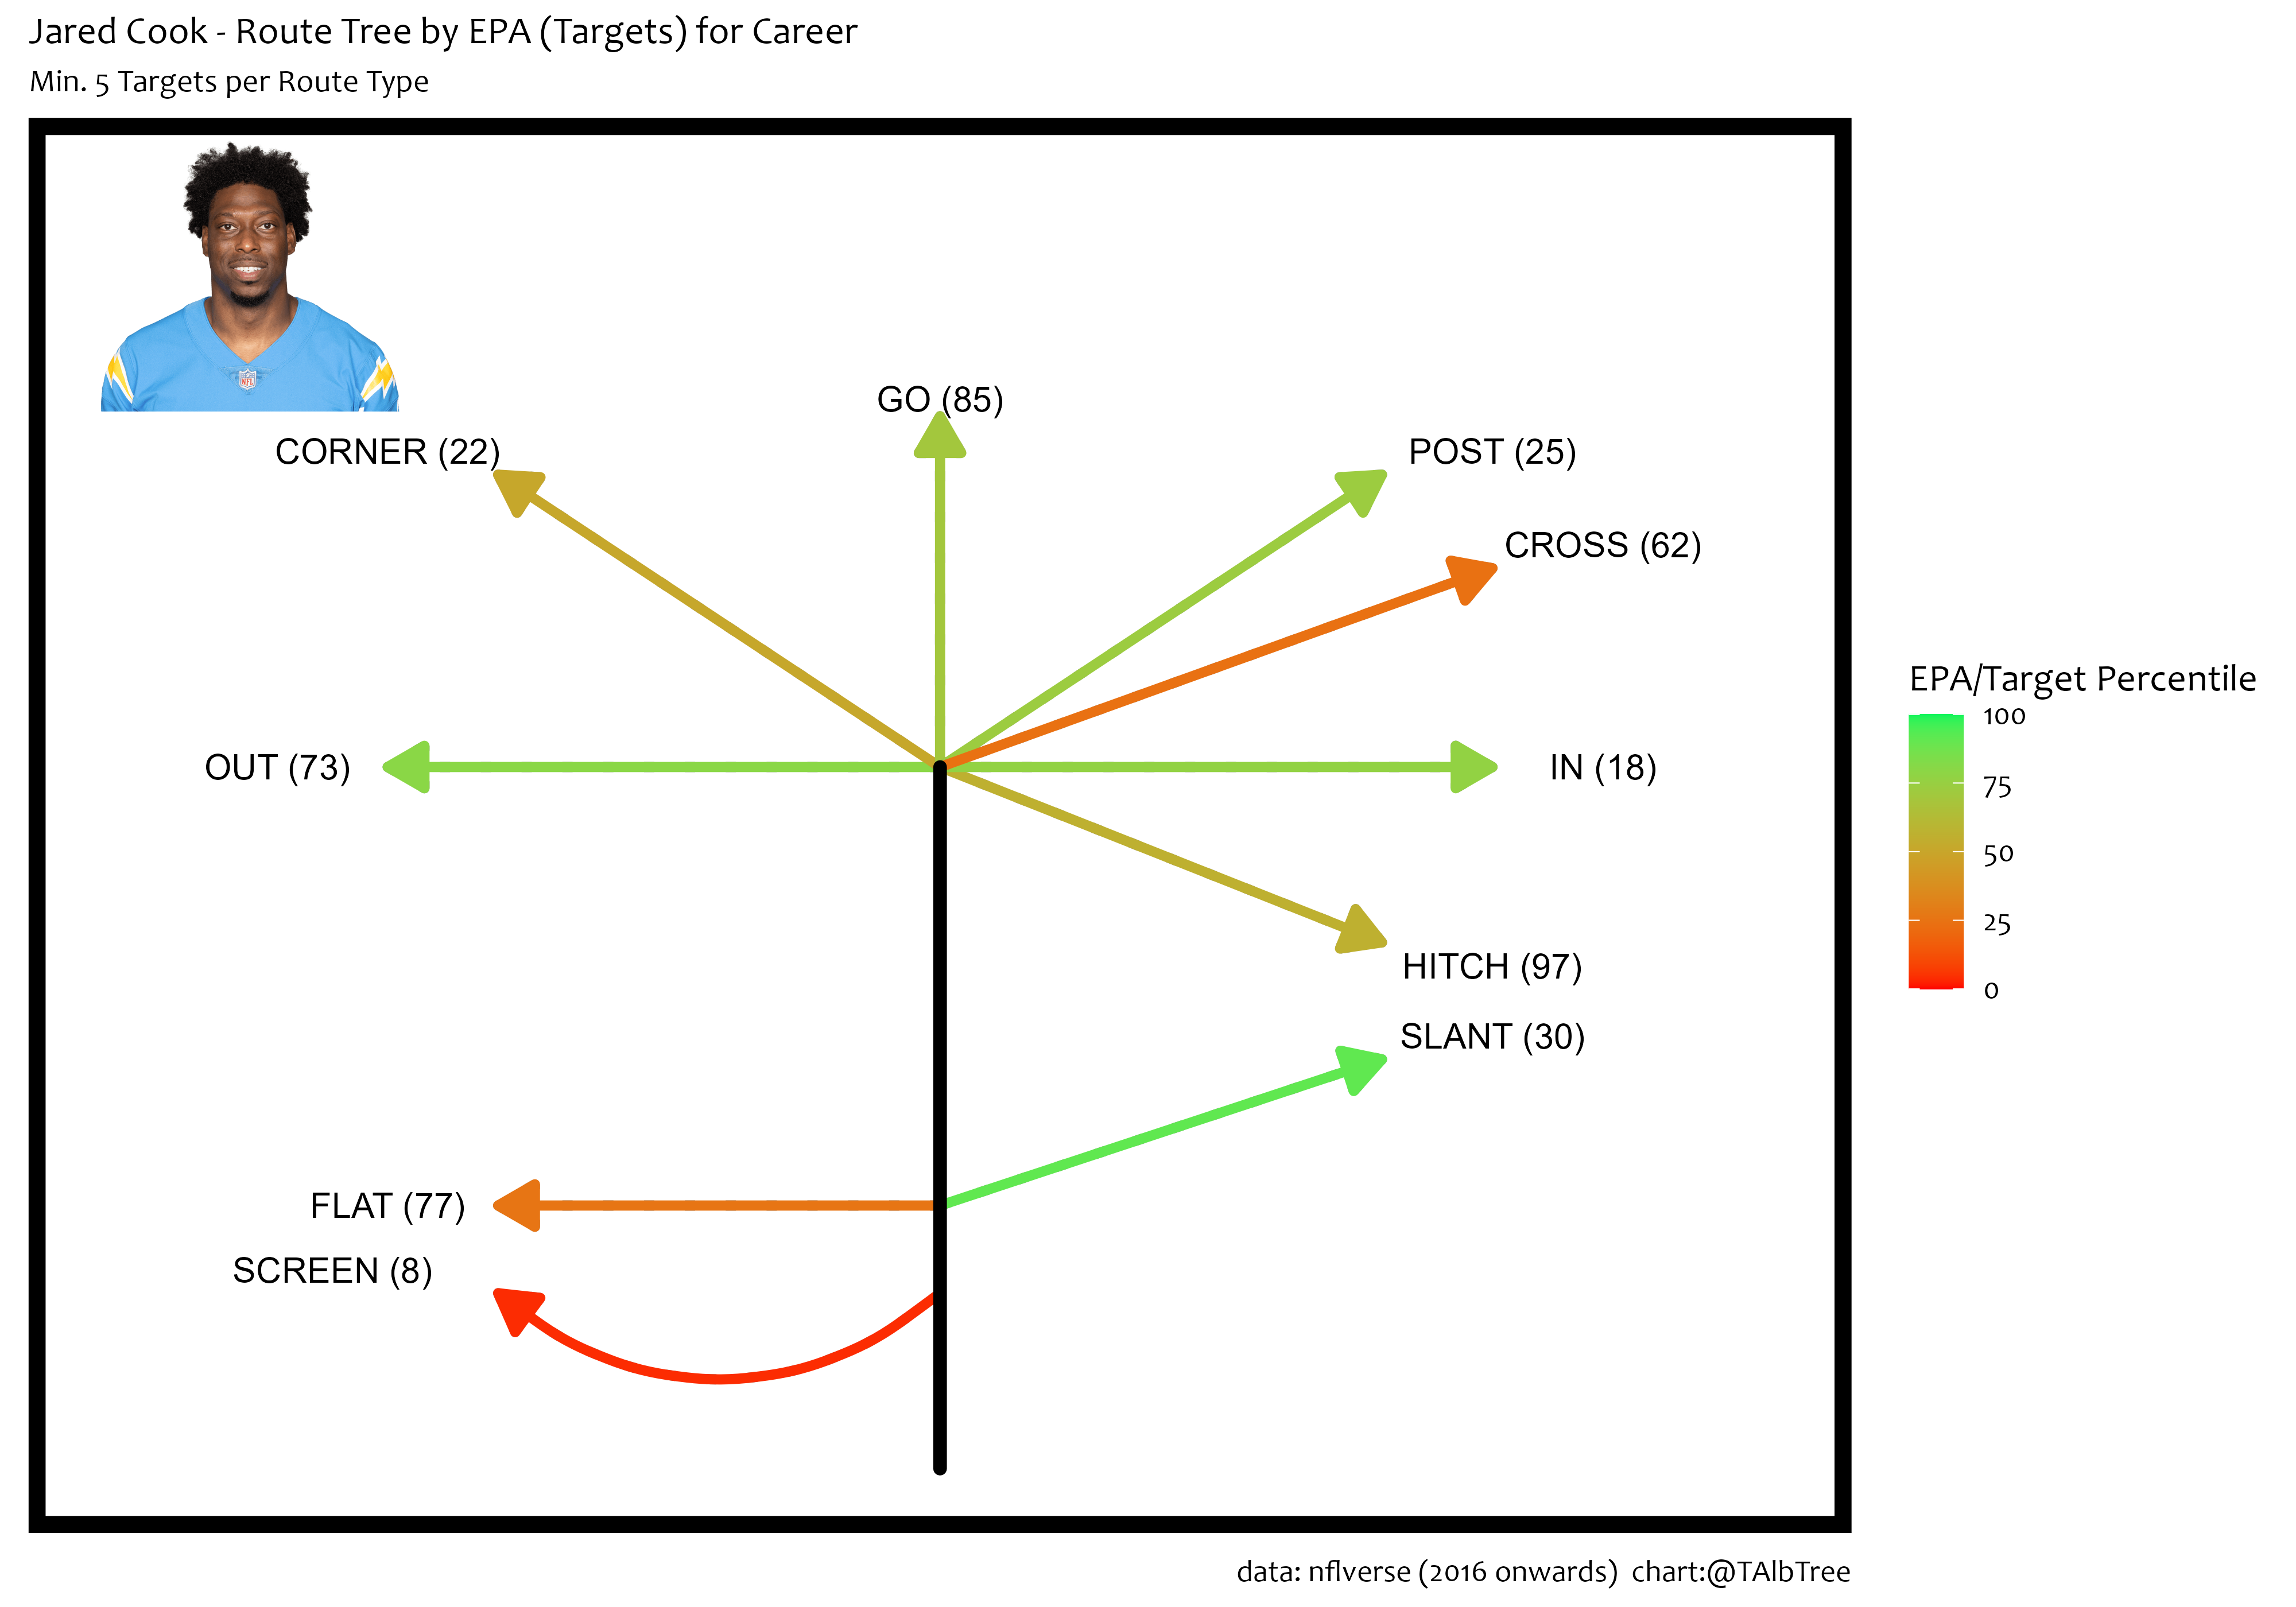 Jared Cook - Route Tree by EPA (Targets) for Career
Min. 5 Targets per Route Type
NFL
GO (85)
CORNER (22)
POST (25)
CROSS (62)
OUT (73)
IN (18)
HITCH (97)
SLANT (30)
FLAT (77)
SCREEN (8)
EPA/Target Percentile
100
75
50
25
0
data: nflverse (2016 onwards) chart:@TAlbTree